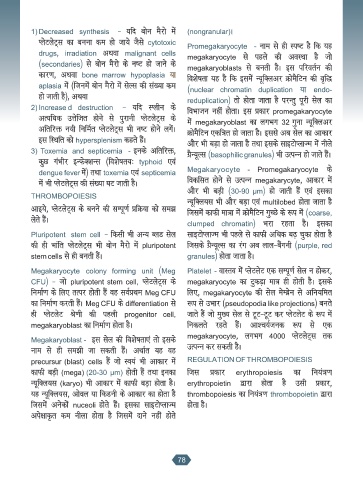 1) Decreased synthesis - यदि बोन मैरो में
प्लेटलेट्स का बनना कम हो जाये जैसे cytotoxic
drugs, irradiation अथवा malignant cells
(secondaries) से बोन मैरो के नष्ट हो जाने के
कारण, अथवा bone marrow hypoplasia या
aplasia में (जिनमें बोन मैरो में सेल्स की संख्या कम
हो जाती है), अथवा
2) Increased destruction - यदि स्प्लीन के
अत्यधिक उत्तेजित होने से पुरानी प्लेटलेट्स के
अतिरिक्त नयी निर्मित प्लेटलेट्स भी नष्ट होने लगें।
इस स्थिति को hypersplenism कहते हैं।
3) Toxemia and septicemia - इनके अतिरिक्त,
कुछ गंभीर इन्फेक्शन्स (विशेषतयः typhoid एवं
dengue fever में) तथा toxemia एवं septicemia
में भी प्लेटलेट्स की संख्या घट जाती हैं।
THROMBOPOIESIS
आइये, प्लेटलेट्स के बनने की सम्पूर्ण प्रक्रिया को समझ
लेते हैं।
Pluripotent stem cell - किसी भी अन्य ब्लड सेल
की ही भांति प्लेटलेट्स भी बोन मैरो में pluripotent
stem cells से ही बनती हैं।
Megakaryocyte colony forming unit (Meg
CFU) - जो pluripotent stem cell, प्लेटलेट्स के
निर्माण के लिए तत्पर होती हैं वह सर्वप्रथम Meg CFU
का निर्माण करती हैं। Meg CFU के differentiation से
ही प्लेटलेट श्रेणी की पहली progenitor cell,
megakaryoblast का निर्माण होता है।
Megakaryoblast - इस सेल की विशेषताएं तो इसके
नाम से ही समझी जा सकती हैं। अर्थात यह वह
precursur (blast) cells हैं जो स्वयं भी आकार में
काफी बड़ी (mega) (20-30 µm) होती हैं तथा इनका
न्यूक्लियस (karyo) भी आकार में काफी बड़ा होता है।
यह न्यूक्लियस, ओवल या किडनी के आकार का होता है
जिसमें अनेकों nuceoli होते हैं। इसका साइटोप्लाज्म
अपेक्षाकृत कम नीला होता है जिसमें दाने नहीं होते
(nongranular)।
Promegakaryocyte - नाम से ही स्पष्ट है कि यह
megakaryocyte से पहले की अवस्था है जो
megakaryoblasts से बनती है। इस परिवर्तन की
विशेषता यह है कि इसमें न्यूक्लिअर क्रोमैटिन की वृद्धि
(nuclear chromatin duplication या endo-
reduplication) तो होता जाता है परन्तु पूरी सेल का
विभाजन नहीं होता। इस प्रकार promegakaryocyte
में megakaryoblast का लगभग 32 गुना न्यूक्लिअर
क्रोमैटिन एकत्रित हो जाता है। इससे अब सेल का आकार
और भी बड़ा हो जाता है तथा इसके साइटोप्लाज्म में नीले
ग्रैन्यूल्स (basophilic granules) भी उत्पन्न हो जाते हैं।
Megakaryocyte - Promegakaryocyte के
विकसित होने से उत्पन्न megakarycyte, आकार में
और भी बड़ी (30-90 µm) हो जाती हैं एवं इसका
न्यूक्लियस भी और बड़ा एवं multilobed होता जाता है
जिसमें काफी मात्रा में क्रोमैटिन गुच्छे के रूप में (coarse,
clumped chromatin) भरा रहता है। इसका
साइटोप्लाज्म भी पहले से काफी अधिक बढ़ चुका होता है
जिसके ग्रैन्यूल्स का रंग अब लाल-बैंगनी (purple, red
granules) होता जाता है।
Platelet - वास्तव में प्लेटलेट एक सम्पूर्ण सेल न होकर,
megakaryocyte का टुकड़ा मात्र ही होती है। इसके
लिए, megakaryocyte की सेल मेम्ब्रेन से अनियमित
रूप से उभार (pseudopodia like projections) बनते
जाते हैं जो मुख्य सेल से टूट-टूट कर प्लेटलेट के रूप में
निकलते रहते हैं। आश्चर्यजनक रूप से एक
megakaryocyte, लगभग 4000 प्लेटलेट्स तक
उत्पन्न कर सकती है।
REGULATION OF THROMBOPOIESIS
जिस प्रकार erythropoiesis का नियंत्रण
erythropoietin द्वारा होता है उसी प्रकार,
thrombopoiesis का नियंत्रण thrombopoietin द्वारा
होता है।
78